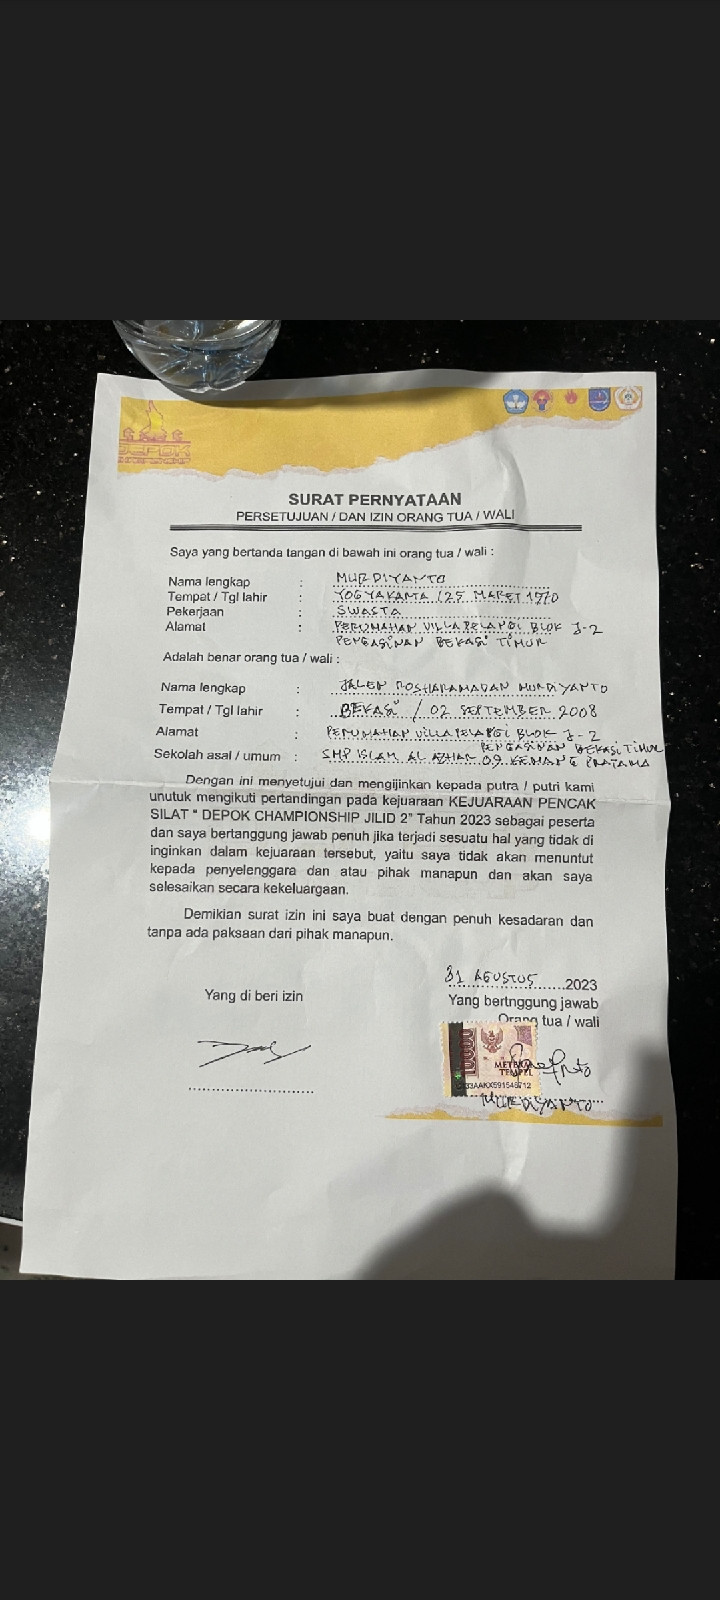 DEPOK
SURAT PERNYATAAN
PERSETUJUAN / DAN IZIN ORANG TUA / WALI
Saya yang bertanda tangan di bawah ini orang tua / wali :
Nama lengkap : MURDIYANTO
Tempat / Tgl lahir : YOGYAKARTA / 25 MARET 1970
Pekerjaan : SWASTA
Alamat : PERUMAHAN VILLA PELANGI BLOK J-2
PENGASINAN BEKASI TIMUR
Adalah benar orang tua / wali :
Nama lengkap : JALEN ROSHARAMADAN MURDIYANTO
Tempat / Tgl lahir : BEKASI / 02 SEPTEMBER 2008
Alamat : PERUMAHAN VILLA PELANGI BLOK J-2
PENGASINAN BEKASI TIMUR
Sekolah asal / umum : SMP ISLAM AL AZHAR 09 KEMANG PRATAMA
Dengan ini menyetujui dan mengijinkan kepada putra / putri kami
unutuk mengikuti pertandingan pada kejuaraan KEJUARAAN PENCAK
SILAT " DEPOK CHAMPIONSHIP JILID 2" Tahun 2023 sebagai peserta
dan saya bertanggung jawab penuh jika terjadi sesuatu hal yang tidak di
inginkan dalam kejuaraan tersebut, yaitu saya tidak akan menuntut
kepada penyelenggara dan atau pihak manapun dan akan saya
selesaikan secara kekeluargaan.
Demikian surat izin ini saya buat dengan penuh kesadaran dan
tanpa ada paksaan dari pihak manapun.
31 AGUSTUS 2023
Yang di beri izin
Yang bertnggung jawab
Orang tua / wali
10000
METERAI
TEMPEL
MURDIYANTO